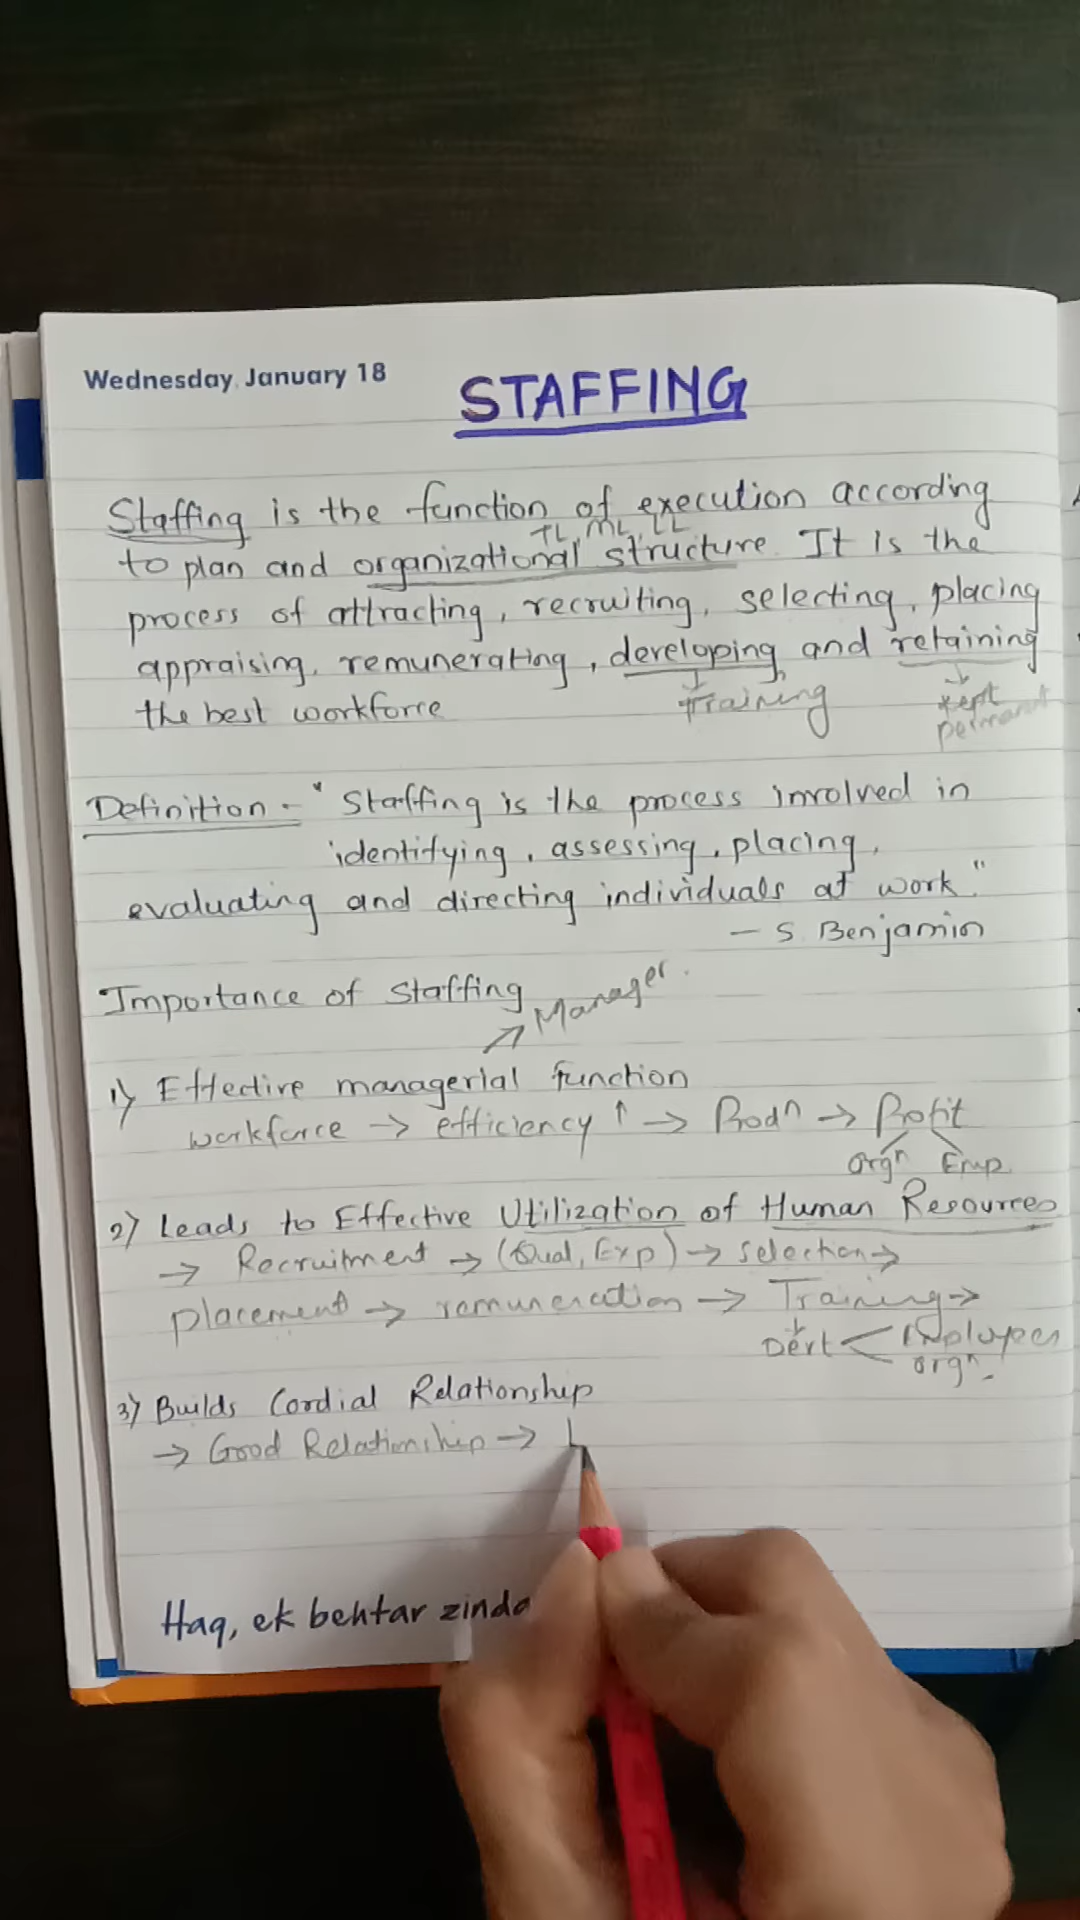 Wednesday, January 18
STAFFING
Staffing is the function of execution according
TL, ML, LL
to plan and organizational structure. It is the
process of attracting, recruiting, selecting, placing
appraising, remunerating, developing and retaining
the best workforce
Training
kept
permanent
Definition - "Staffing is the process involved in
identifying, assessing, placing,
evaluating and directing individuals at work."
- S. Benjamin
Importance of Staffing
Manager
1) Effective managerial function
workforce → efficiency ↑ → Prodⁿ → Profit
Orgⁿ Emp
2) Leads to Effective Utilization of Human Resources
→ Recruitment → (Qual, Exp) → selection →
placement → remuneration → Training →
Employees
orgⁿ
3) Builds Cordial Relationship
→ Good Relationship →
Haq, ek behtar zinda